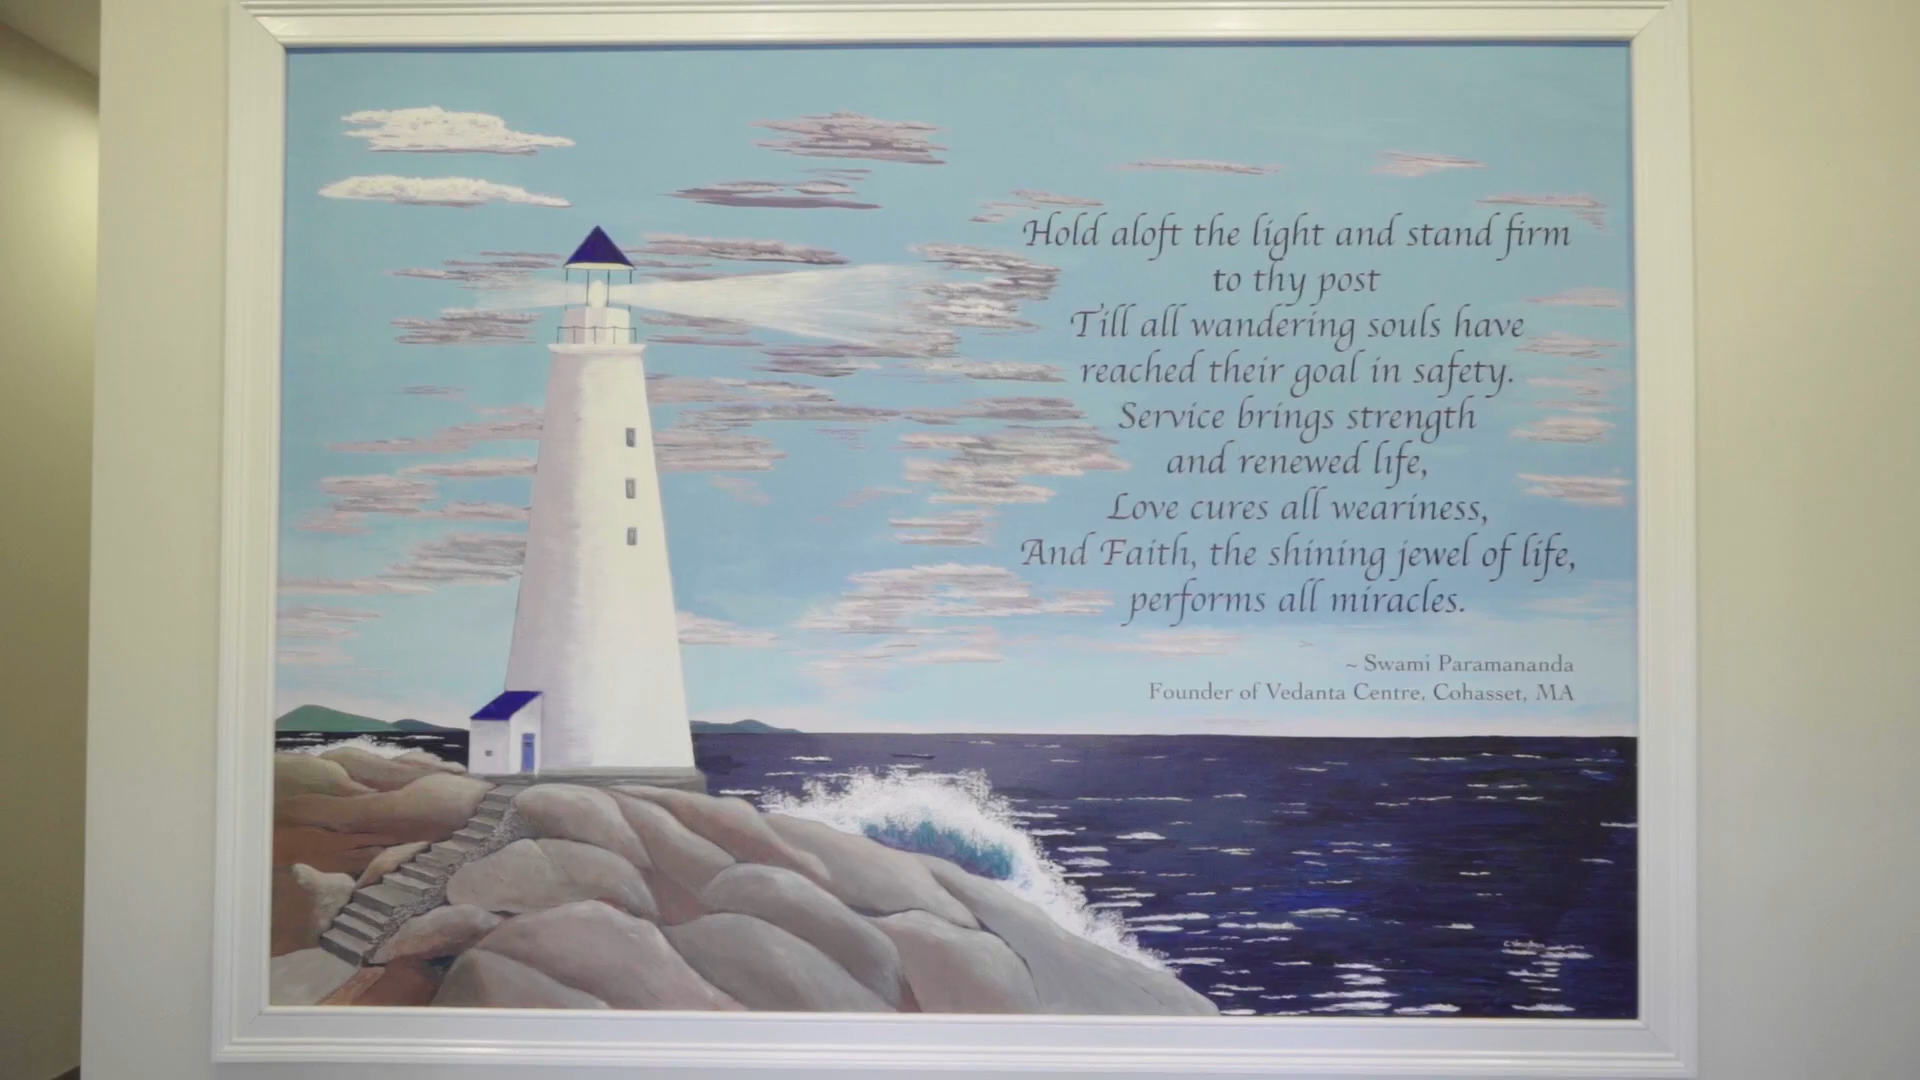 Hold aloft the light and stand firm
to thy post
Till all wandering souls have
reached their goal in safety.
Service brings strength
and renewed life,
Love cures all weariness,
And Faith, the shining jewel of life,
performs all miracles.
~ Swami Paramananda
Founder of Vedanta Centre, Cohasset, MA